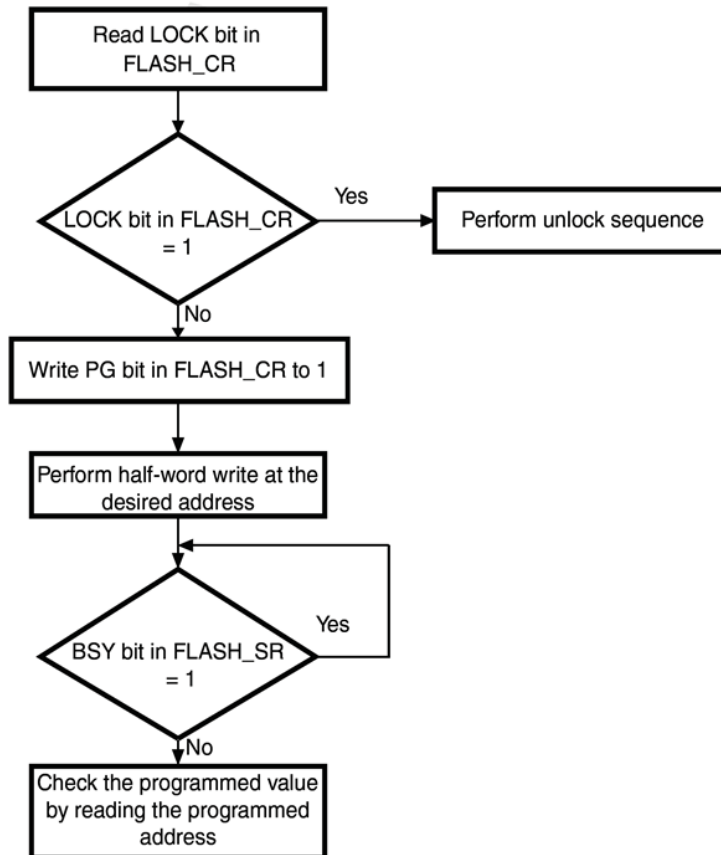 Read LOCK bit in
FLASH_CR
LOCK bit in FLASH_CR
= 1
Yes
Perform unlock sequence
No
Write PG bit in FLASH_CR to 1
Perform half-word write at the
desired address
BSY bit in FLASH_SR
= 1
Yes
No
Check the programmed value
by reading the programmed
address